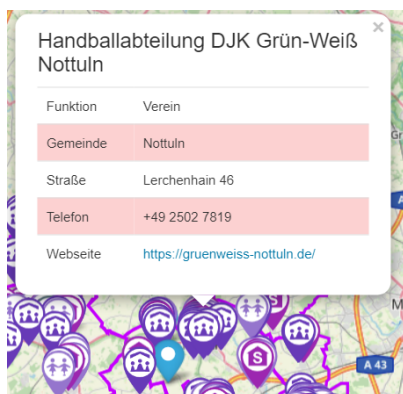 Handballabteilung DJK Grün-Weiß
Nottuln
×
Funktion Verein
Gemeinde Nottuln
Straße Lerchenhain 46
Telefon +49 2502 7819
Webseite https://gruenweiss-nottuln.de/
Gr
A
M
S
A 43